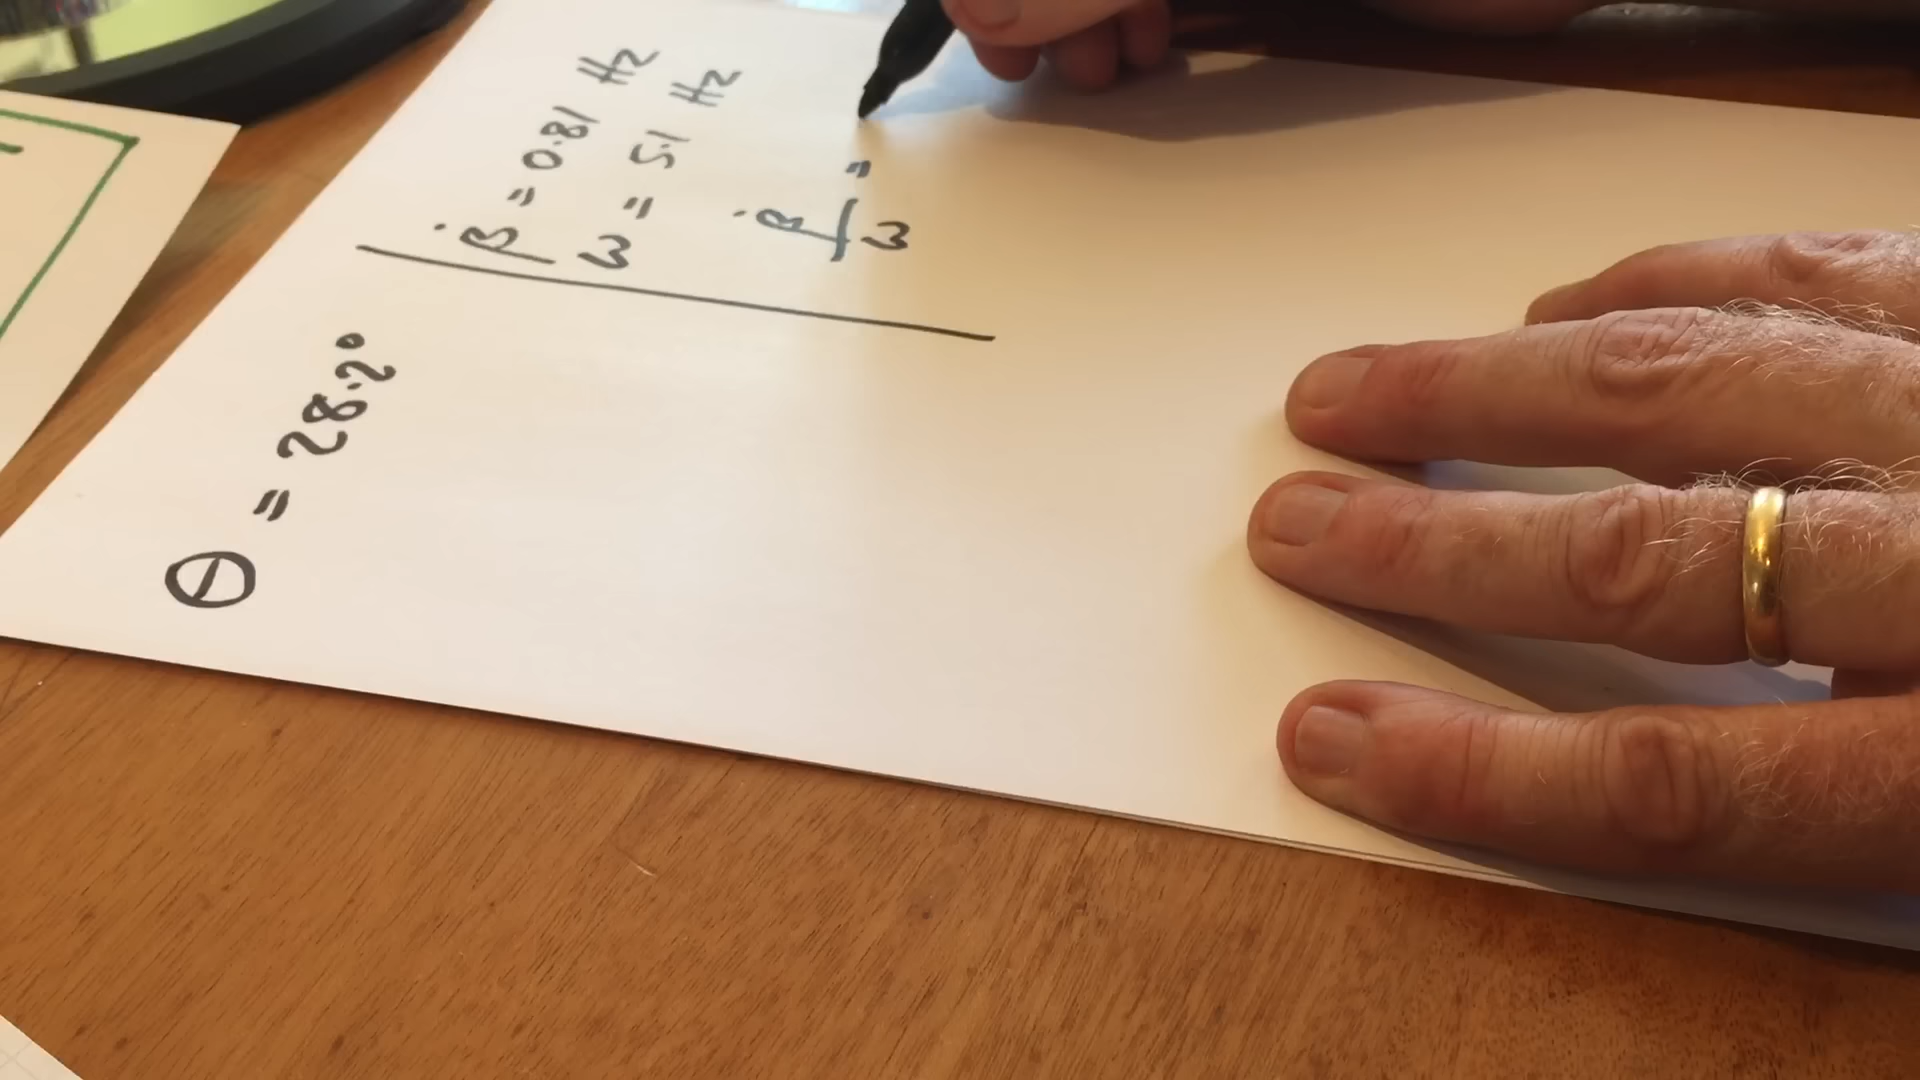 θ = 28.2°
β̇ = 0.81 Hz
ω = 5.1 Hz
β̇/ω =